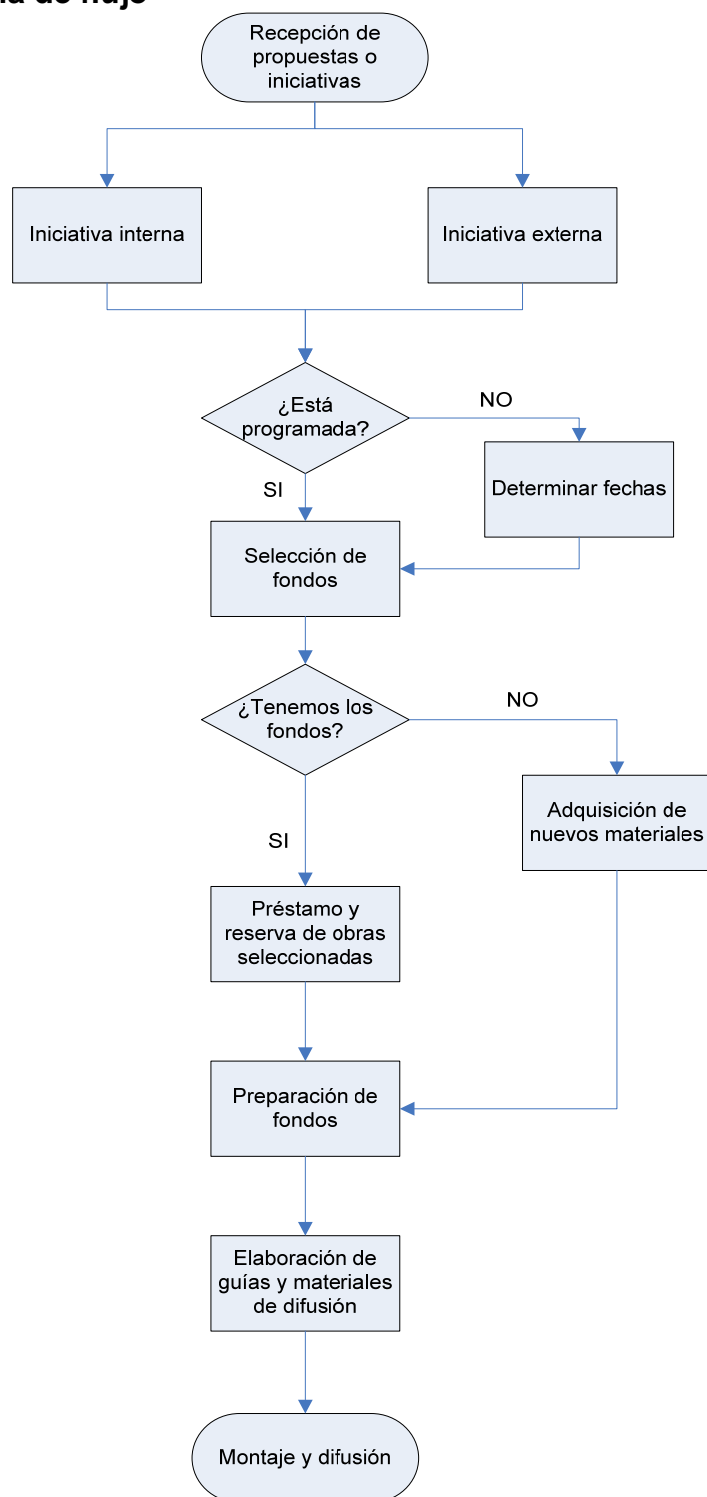 de flujo
Recepción de
propuestas o
iniciativas
Iniciativa interna
Iniciativa externa
¿Está
programada?
NO
Determinar fechas
SI
Selección de
fondos
¿Tenemos los
fondos?
NO
Adquisición de
nuevos materiales
SI
Préstamo y
reserva de obras
seleccionadas
Preparación de
fondos
Elaboración de
guías y materiales
de difusión
Montaje y difusión